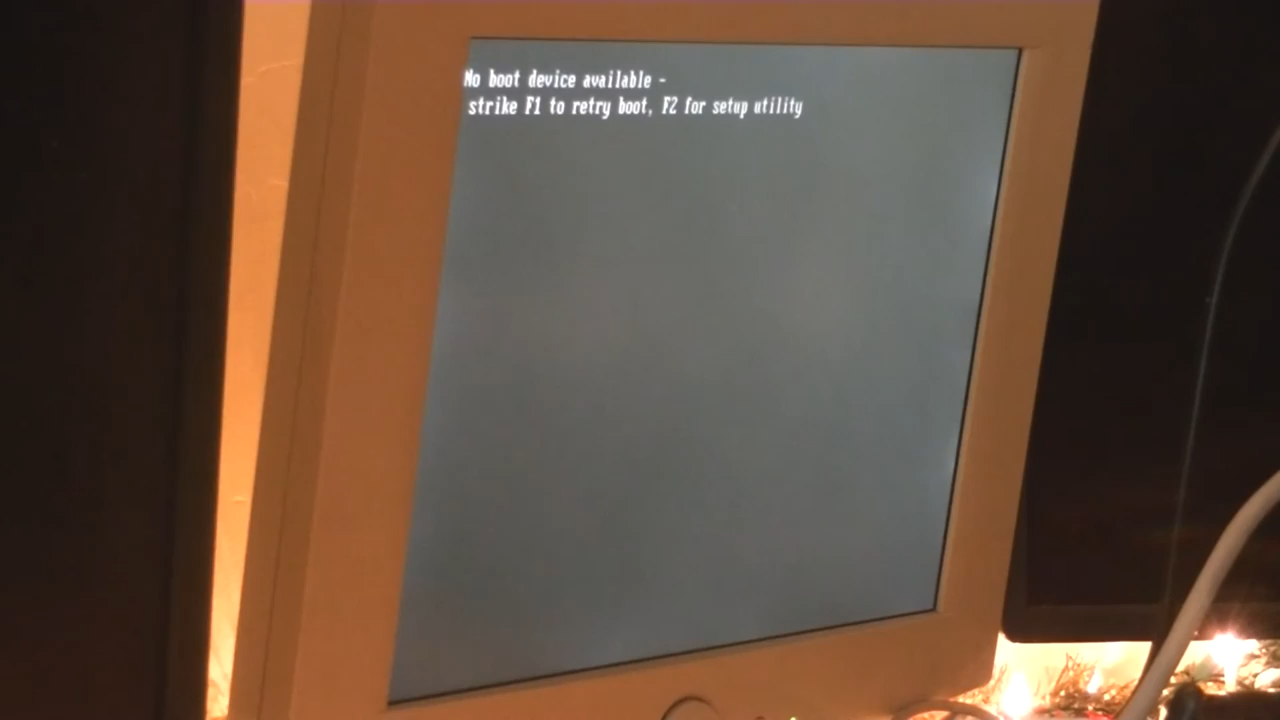 No boot device available -
strike F1 to retry boot, F2 for setup utility